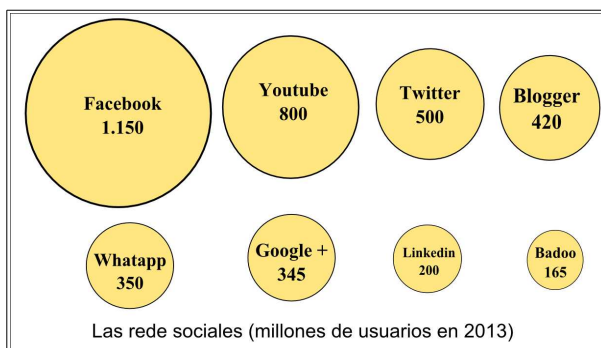 Facebook
1.150
Youtube
800
Twitter
500
Blogger
420
Whatapp
350
Google +
345
Linkedin
200
Badoo
165
Las rede sociales (millones de usuarios en 2013)